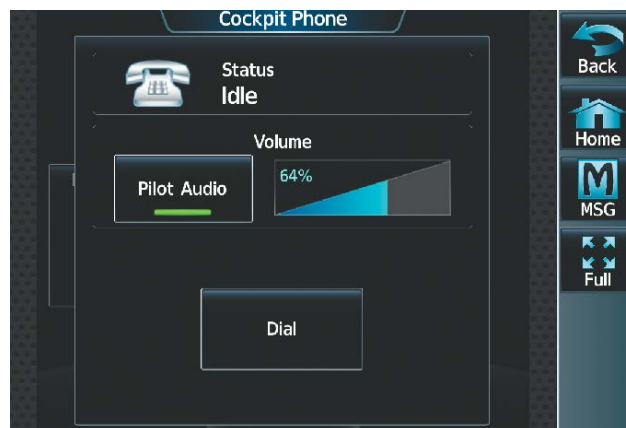 Cockpit Phone
Status
Idle
Volume
Pilot Audio
64%
Dial
Back
Home
MSG
Full